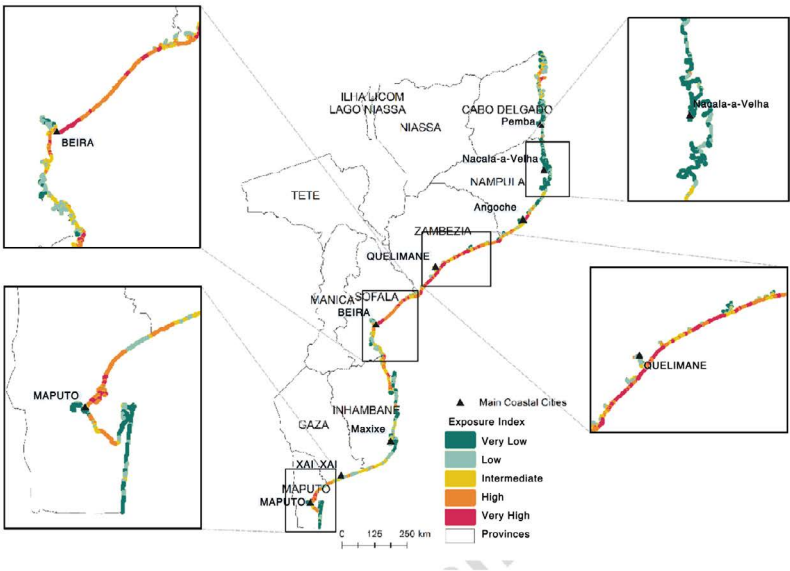 BEIRA
Nacala-a-Velha
ILHA LICOM
LAGO NIASSA
CABO DELGADO
NIASSA
Pemba
Nacala-a-Velha
NAMPULA
TETE
Angoche
ZAMBEZIA
QUELIMANE
MANICA
SOFALA
BEIRA
QUELIMANE
MAPUTO
INHAMBANE
GAZA
Maxixe
XAI_XAI
MAPUTO
MAPUTO
Main Coastal Cities
Exposure Index
Very Low
Low
Intermediate
High
Very High
Provinces
0 125 250 km